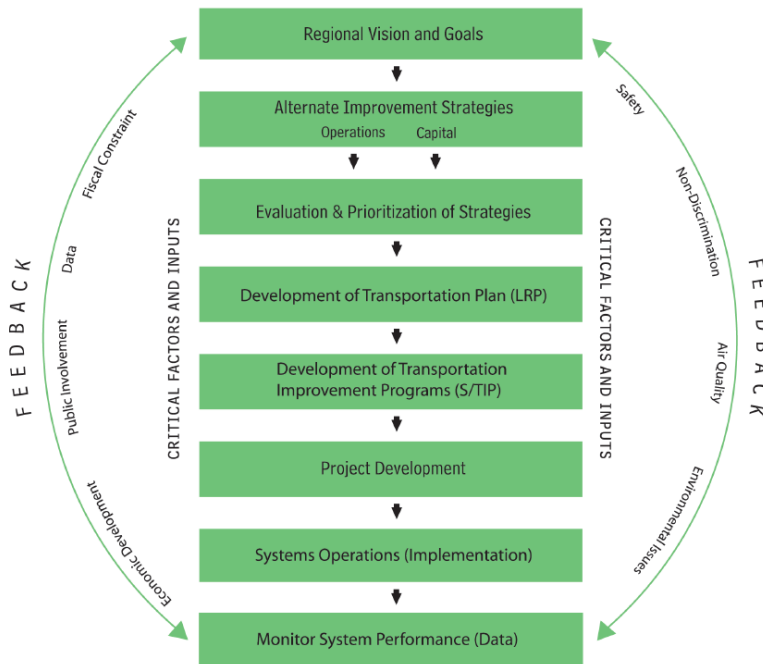 Regional Vision and Goals
Alternate Improvement Strategies
Operations Capital
Evaluation & Prioritization of Strategies
Development of Transportation Plan (LRP)
Development of Transportation
Improvement Programs (S/TIP)
Project Development
Systems Operations (Implementation)
Monitor System Performance (Data)
FEEDBACK
Fiscal Constraint
Data
Public Involvement
Economic Development
CRITICAL FACTORS AND INPUTS
CRITICAL FACTORS AND INPUTS
Safety
Non-Discrimination
Air Quality
Environmental Issues
FEEDBACK